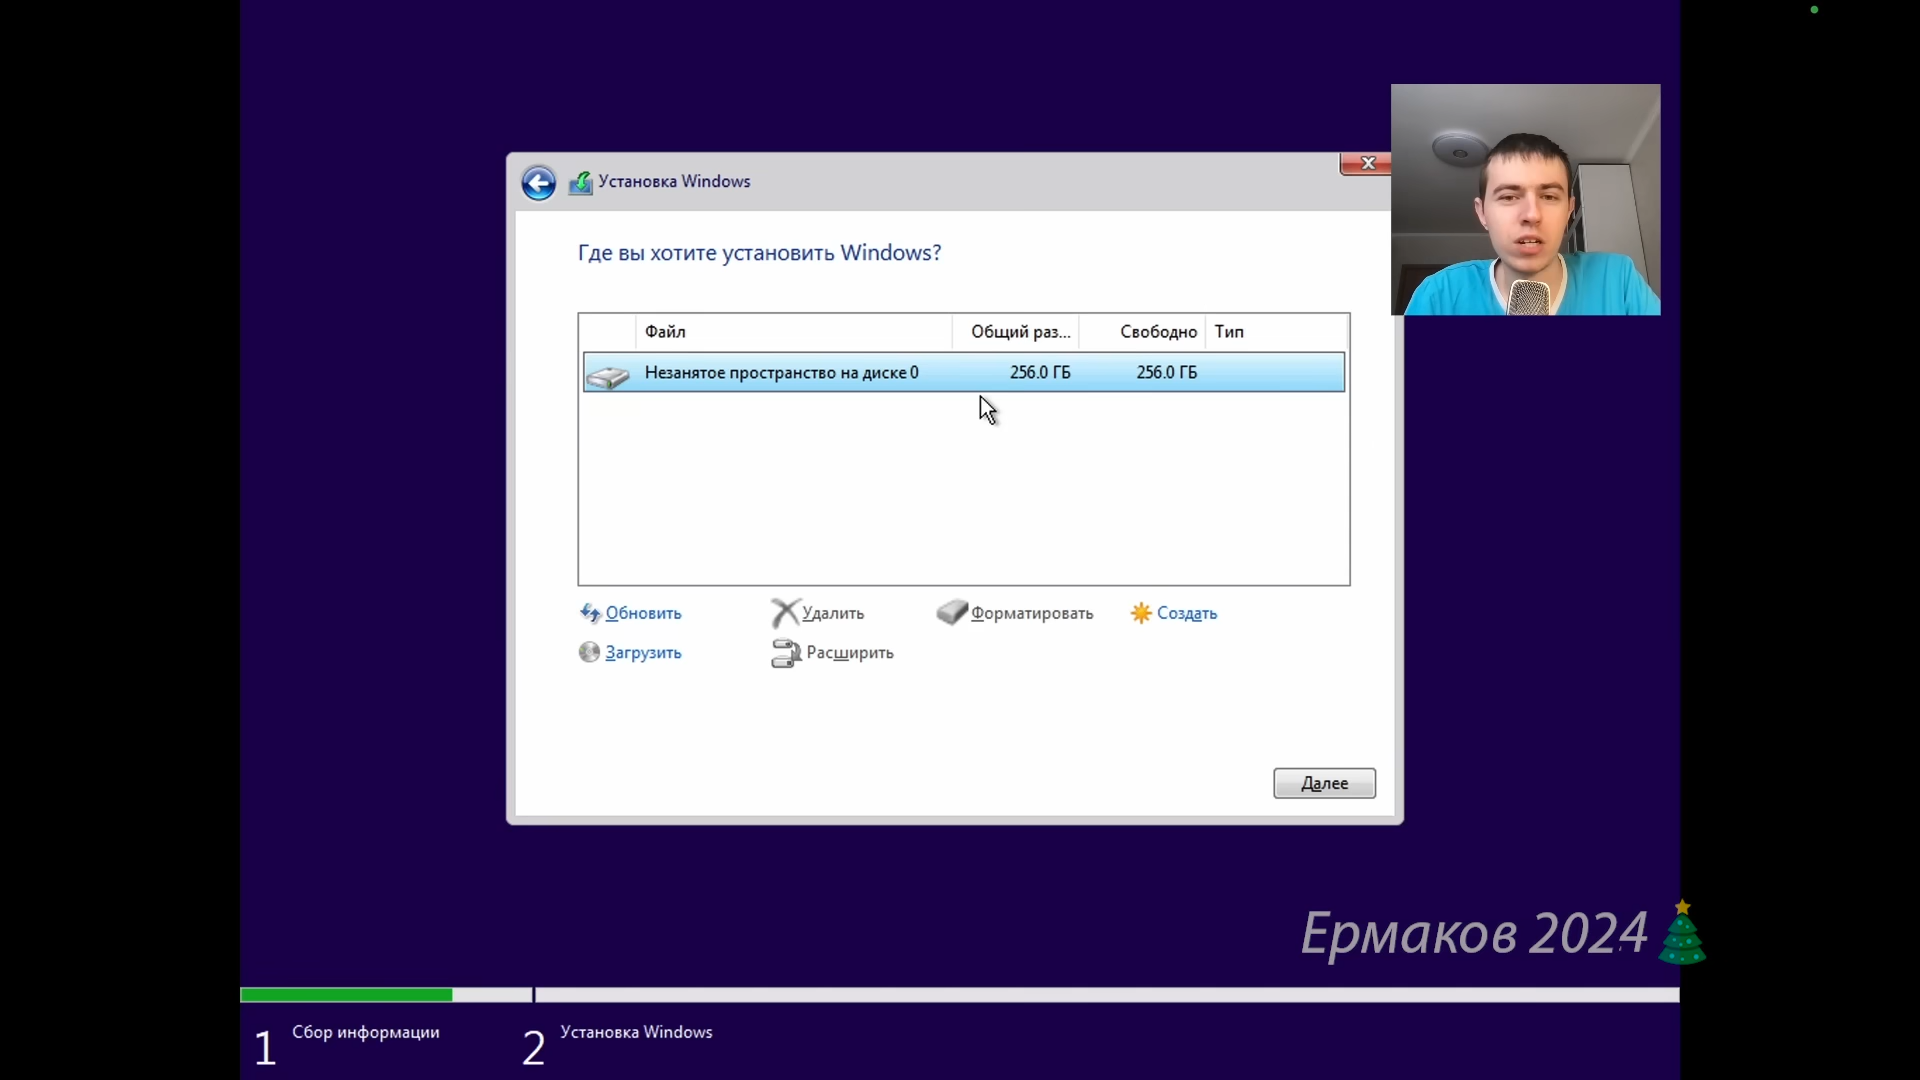 Установка Windows
Где вы хотите установить Windows?
Файл Общий раз... Свободно Тип
Незанятое пространство на диске 0 256.0 ГБ 256.0 ГБ
Обновить Удалить Форматировать Создать
Загрузить Расширить
Далее
Ермаков 2024
1 Сбор информации 2 Установка Windows